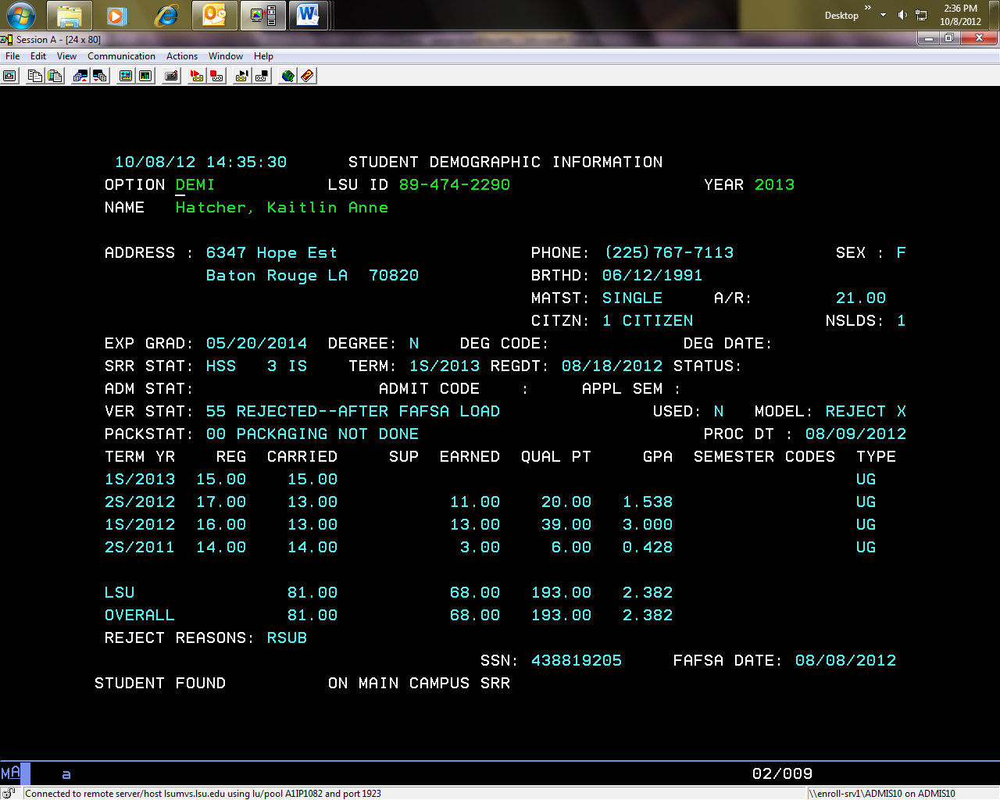 Desktop » 2:36 PM
10/8/2012
Session A - [24 x 80]
File Edit View Communication Actions Window Help
10/08/12 14:35:30 STUDENT DEMOGRAPHIC INFORMATION
OPTION DEMI LSU ID 89-474-2290 YEAR 2013
NAME Hatcher, Kaitlin Anne
ADDRESS : 6347 Hope Est PHONE: (225)767-7113 SEX : F
Baton Rouge LA 70820 BRTHD: 06/12/1991
MATST: SINGLE A/R: 21.00
CITZN: 1 CITIZEN NSLDS: 1
EXP GRAD: 05/20/2014 DEGREE: N DEG CODE: DEG DATE:
SRR STAT: HSS 3 IS TERM: 1S/2013 REGDT: 08/18/2012 STATUS:
ADM STAT: ADMIT CODE : APPL SEM :
VER STAT: 55 REJECTED--AFTER FAFSA LOAD USED: N MODEL: REJECT X
PACKSTAT: 00 PACKAGING NOT DONE PROC DT : 08/09/2012
TERM YR REG CARRIED SUP EARNED QUAL PT GPA SEMESTER CODES TYPE
1S/2013 15.00 15.00 UG
2S/2012 17.00 13.00 11.00 20.00 1.538 UG
1S/2012 16.00 13.00 13.00 39.00 3.000 UG
2S/2011 14.00 14.00 3.00 6.00 0.428 UG
LSU 81.00 68.00 193.00 2.382
OVERALL 81.00 68.00 193.00 2.382
REJECT REASONS: RSUB
SSN: 438819205 FAFSA DATE: 08/08/2012
STUDENT FOUND ON MAIN CAMPUS SRR
MA a 02/009
Connected to remote server/host lsumvs.lsu.edu using lu/pool A1IP1082 and port 1923 \\enroll-srv1\ADMIS10 on ADMIS10